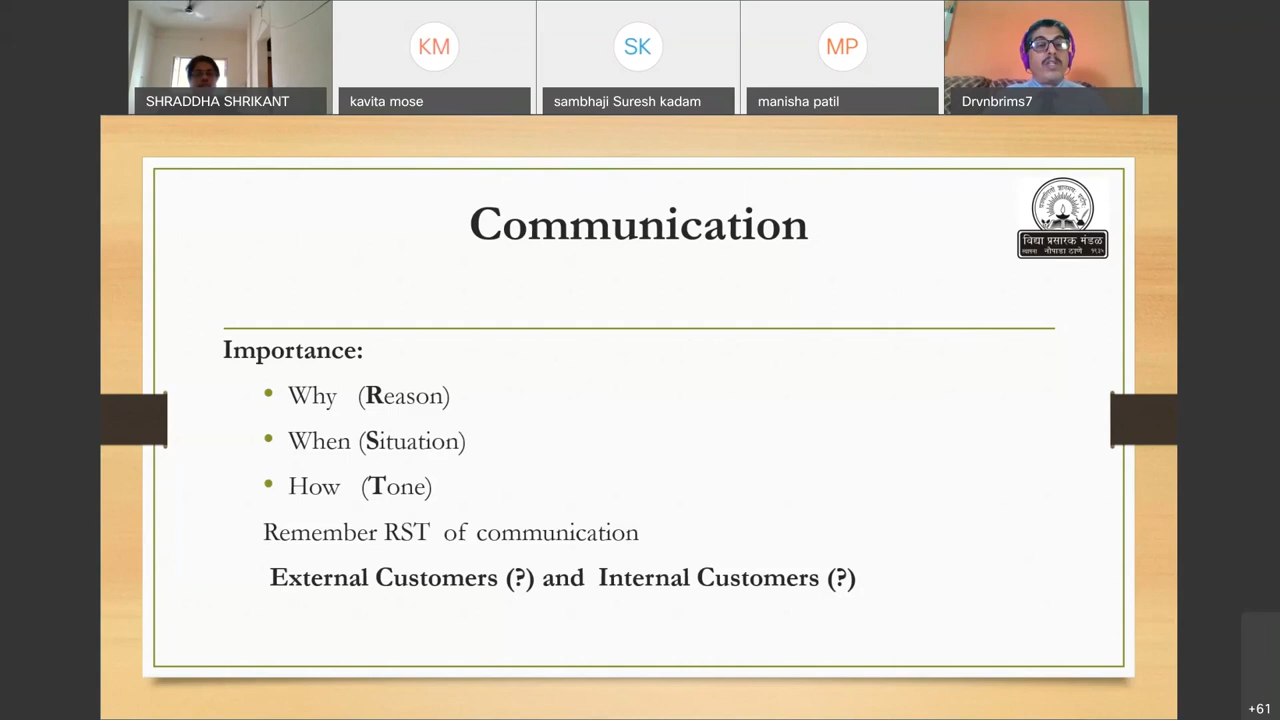 KM
SK
MP
SHRADDHA SHRIKANT
kavita mose
sambhaji Suresh kadam
manisha patil
Drvnbrims7
Communication
विद्या प्रसारक मंडळ
नौपाडा ठाणे
Importance:
• Why (Reason)
• When (Situation)
• How (Tone)
Remember RST of communication
External Customers (?) and Internal Customers (?)
+61